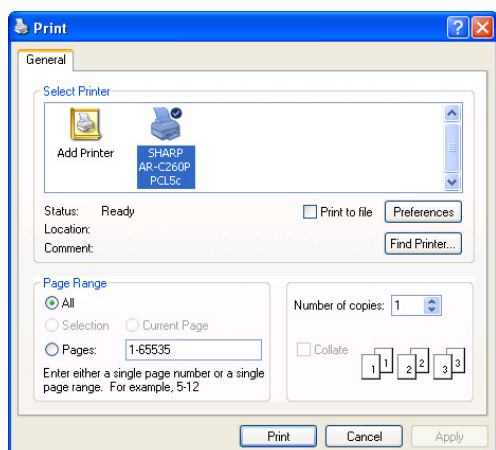 Print
General
Select Printer
Add Printer
SHARP
AR-C260P
PCL5c
Status: Ready
Print to file
Preferences
Location:
Comment:
Find Printer...
Page Range
All
Selection
Current Page
Pages: 1-65535
Enter either a single page number or a single
page range. For example, 5-12
Number of copies: 1
Collate
1 1 2 2 3 3
Print
Cancel
Apply